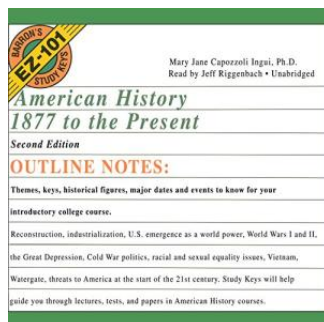 BARRON'S
EZ-101
STUDY KEYS
Mary Jane Capozzoli Ingui, Ph.D.
Read by Jeff Riggenbach • Unabridged
American History
1877 to the Present
Second Edition
OUTLINE NOTES:
Themes, keys, historical figures, major dates and events to know for your
introductory college course.
Reconstruction, industrialization, U.S. emergence as a world power, World Wars I and II,
the Great Depression, Cold War politics, racial and sexual equality issues, Vietnam,
Watergate, threats to America at the start of the 21st century. Study Keys will help
guide you through lectures, tests, and papers in American History courses.